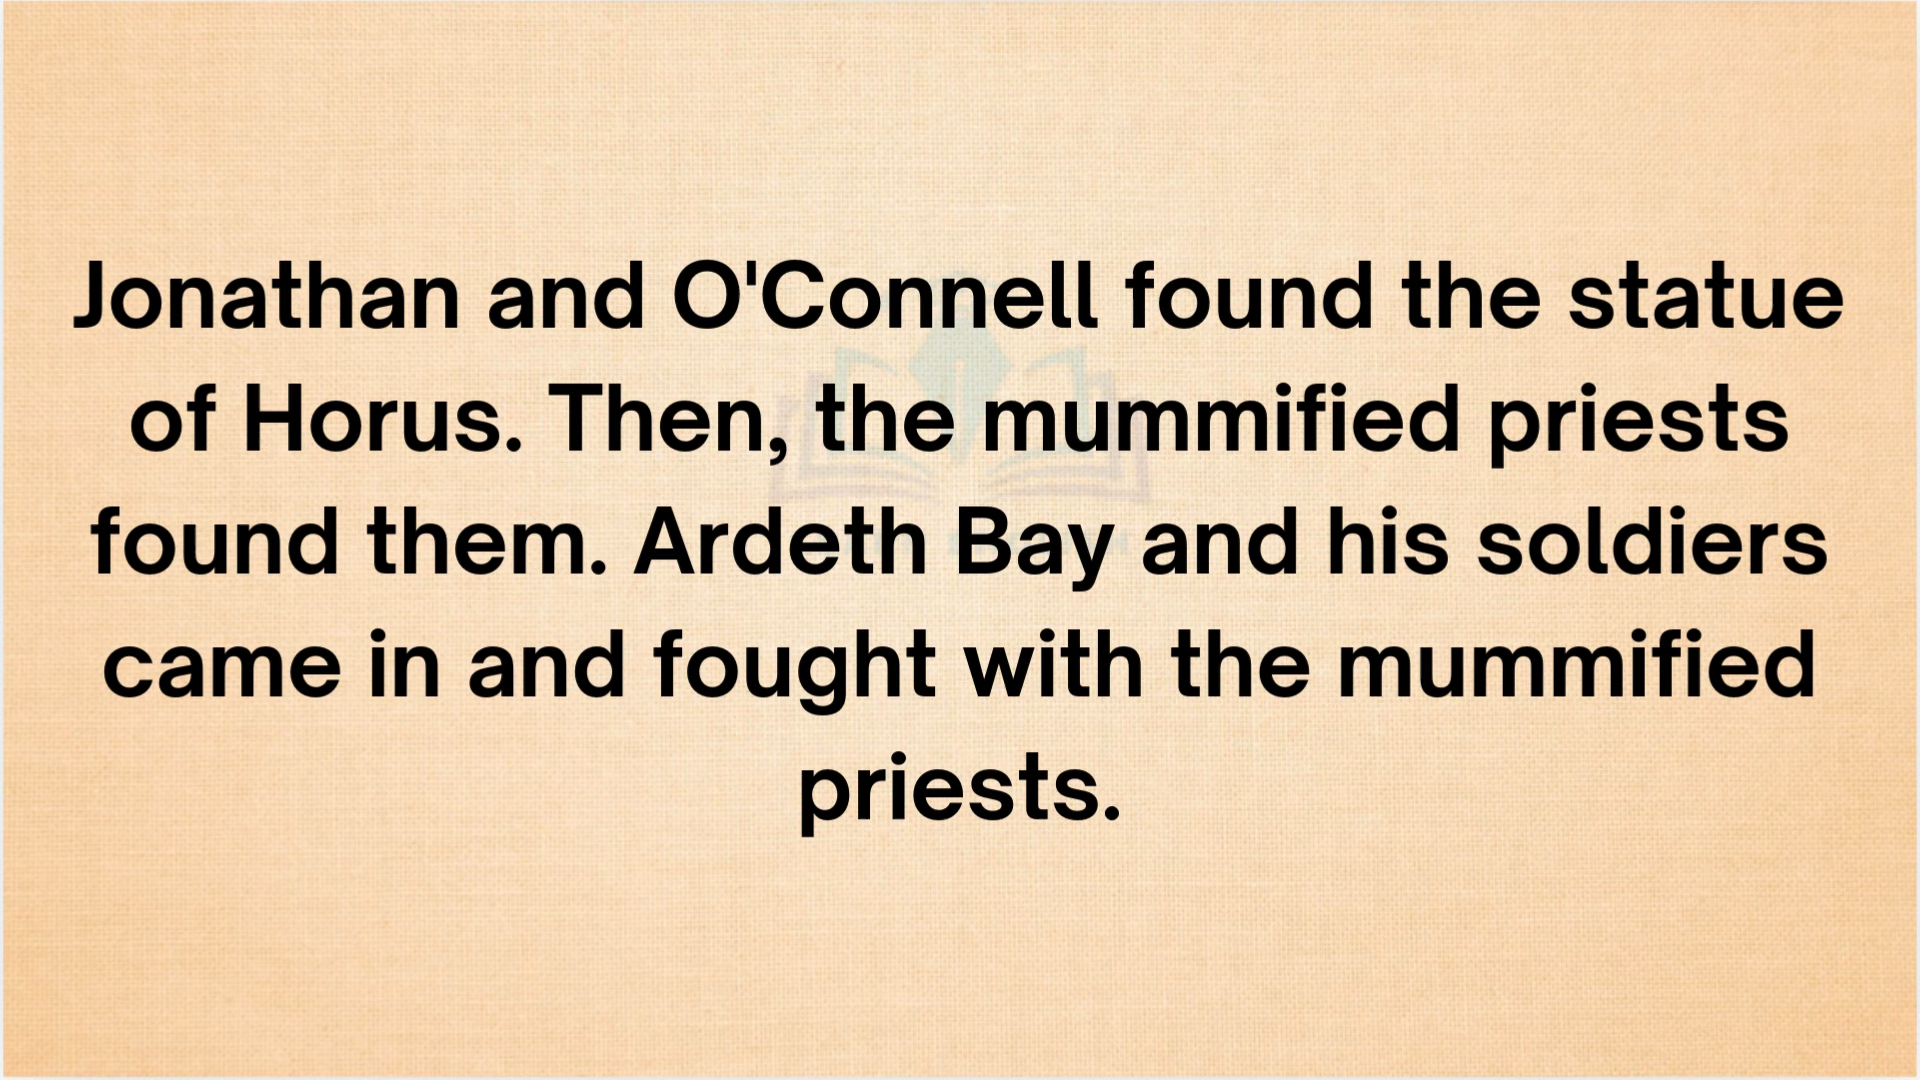 Jonathan and O'Connell found the statue
of Horus. Then, the mummified priests
found them. Ardeth Bay and his soldiers
came in and fought with the mummified
priests.